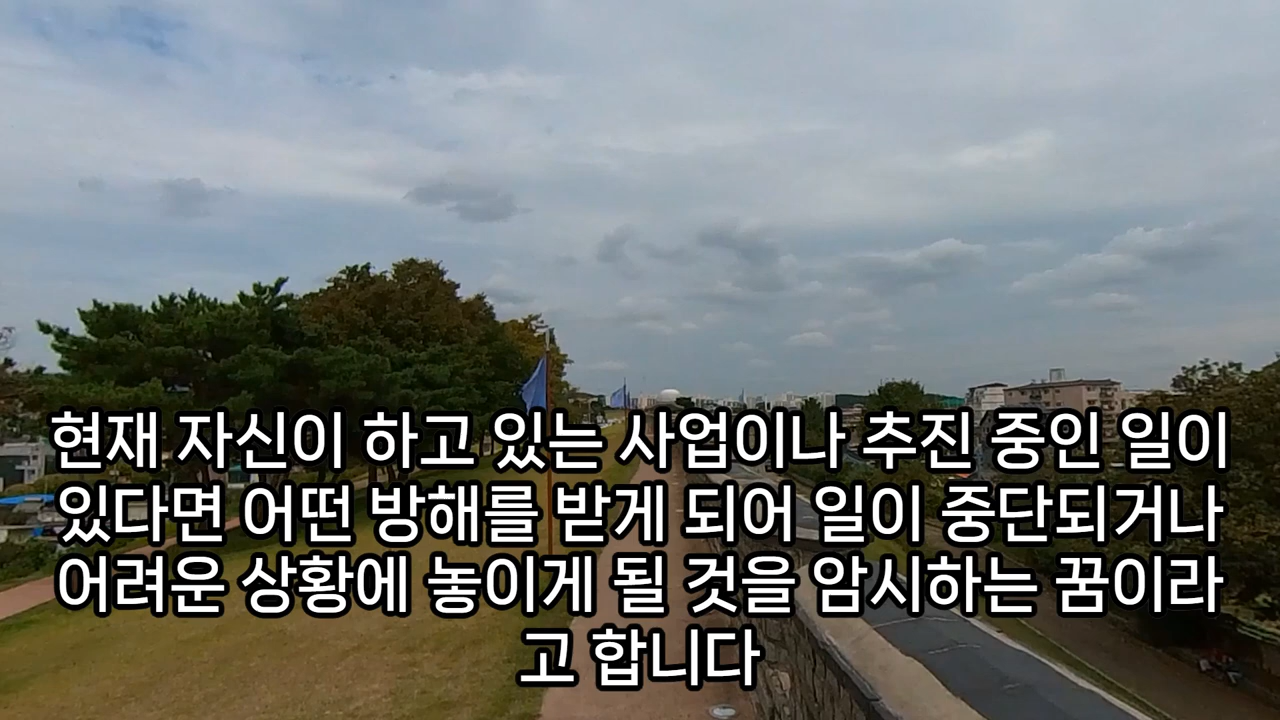 현재 자신이 하고 있는 사업이나 추진 중인 일이
있다면 어떤 방해를 받게 되어 일이 중단되거나
어려운 상황에 놓이게 될 것을 암시하는 꿈이라
고 합니다